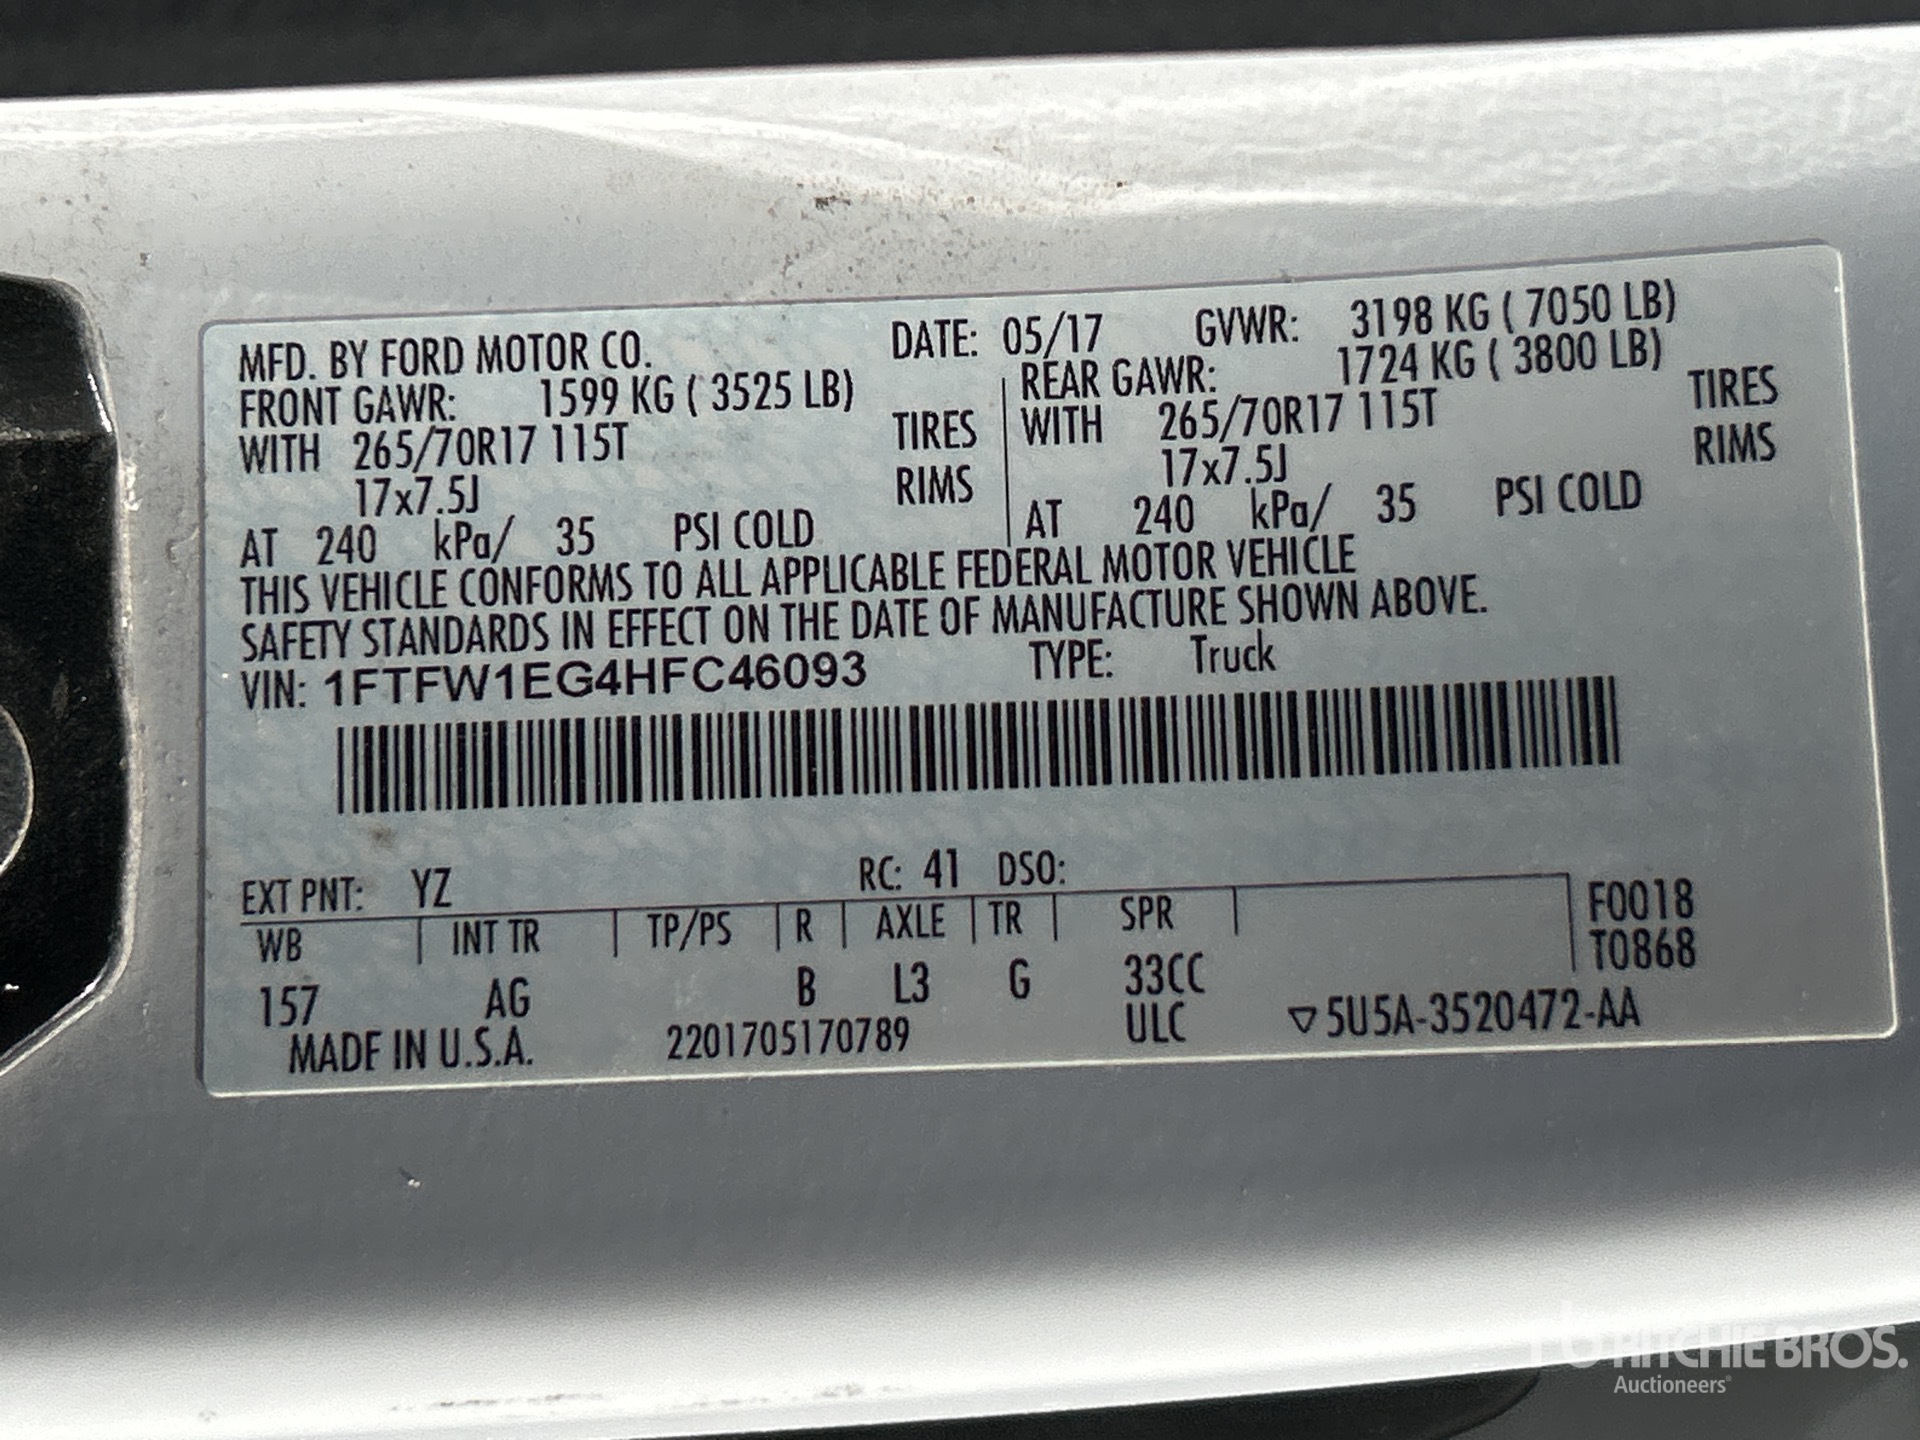 MFD. BY FORD MOTOR CO. DATE: 05/17 GVWR: 3198 KG ( 7050 LB)
FRONT GAWR: 1599 KG ( 3525 LB) REAR GAWR: 1724 KG ( 3800 LB)
WITH 265/70R17 115T TIRES WITH 265/70R17 115T TIRES
17x7.5J RIMS 17x7.5J RIMS
AT 240 kPa/ 35 PSI COLD AT 240 kPa/ 35 PSI COLD
THIS VEHICLE CONFORMS TO ALL APPLICABLE FEDERAL MOTOR VEHICLE
SAFETY STANDARDS IN EFFECT ON THE DATE OF MANUFACTURE SHOWN ABOVE.
VIN: 1FTFW1EG4HFC46093 TYPE: Truck
EXT PNT: YZ RC: 41 DSO:
WB INT TR TP/PS R AXLE TR SPR F0018
T0868
157 AG B L3 G 33CC
MADE IN U.S.A. 2201705170789 ULC ▽5U5A-3520472-AA
RITCHIE BROS.
Auctioneers®